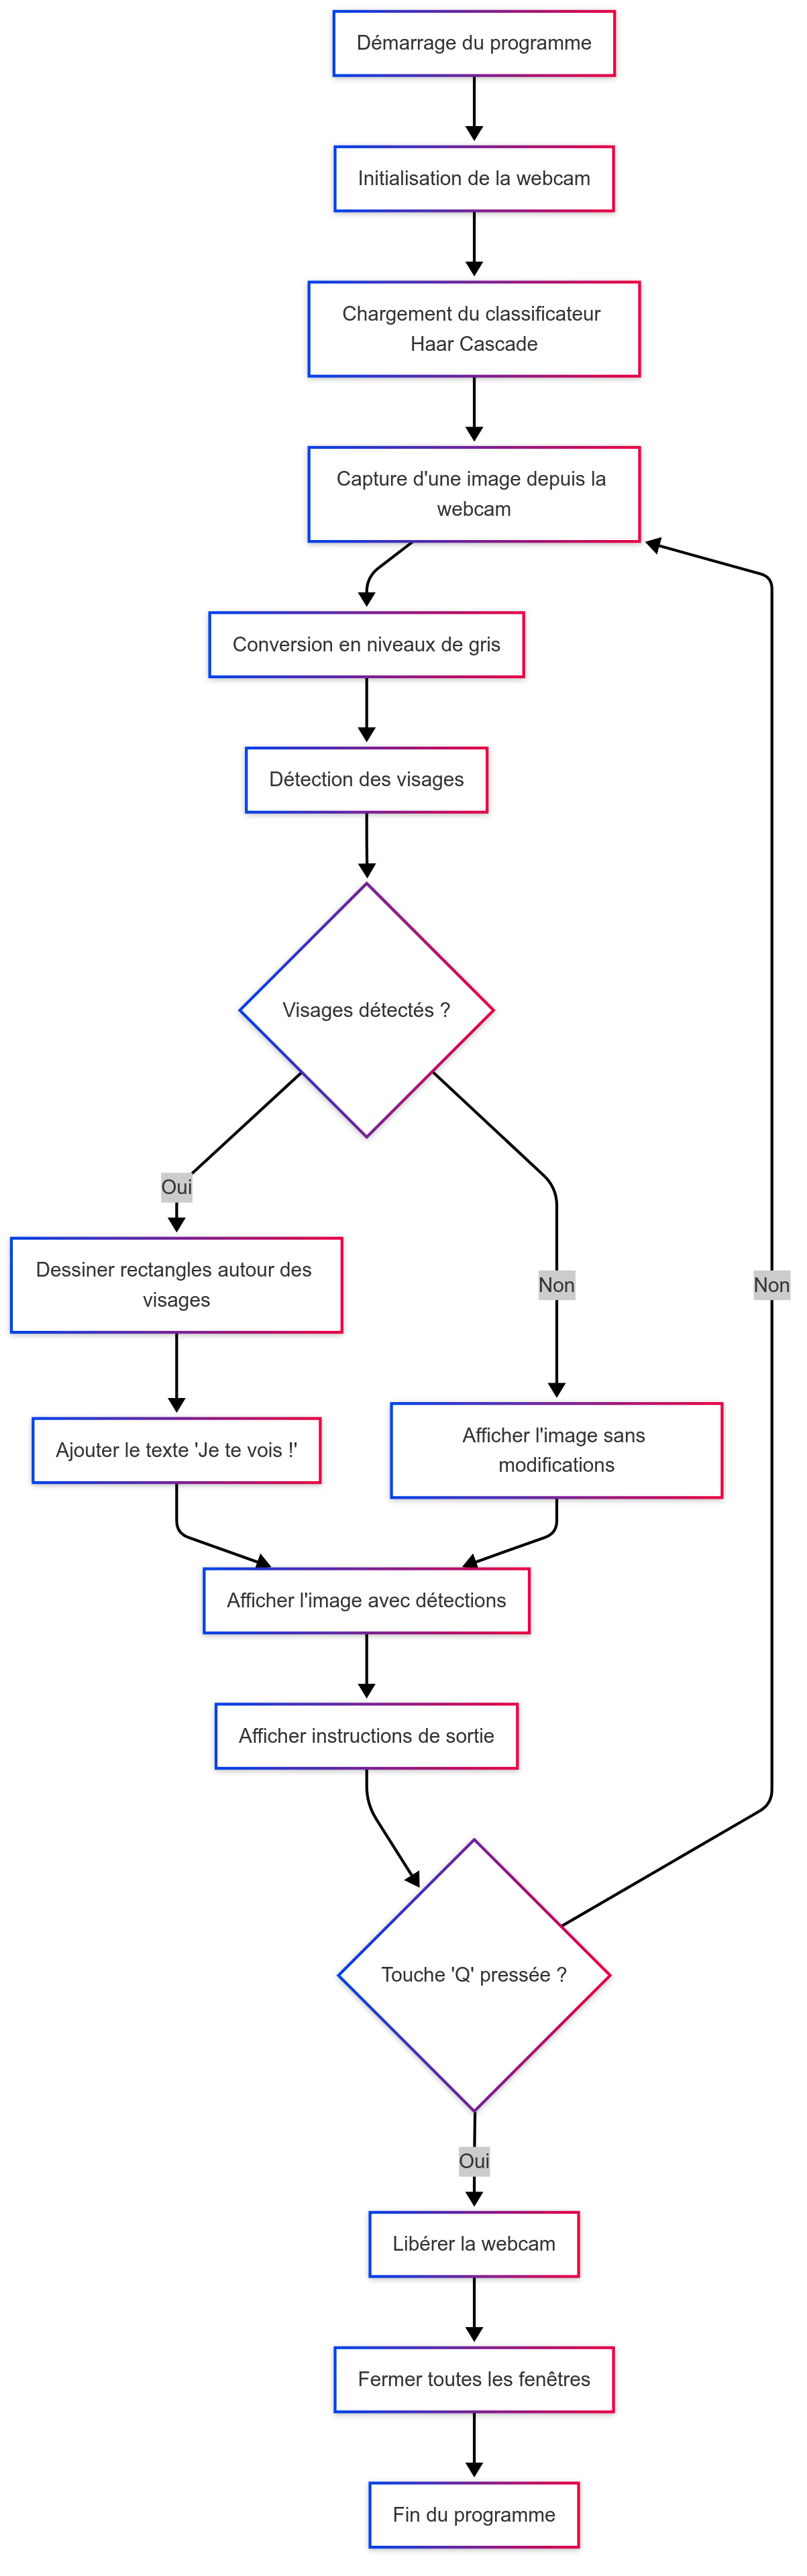 Démarrage du programme
Initialisation de la webcam
Chargement du classificateur
Haar Cascade
Capture d'une image depuis la
webcam
Conversion en niveaux de gris
Détection des visages
Visages détectés ?
Oui
Dessiner rectangles autour des
visages
Non
Non
Ajouter le texte 'Je te vois !'
Afficher l'image sans
modifications
Afficher l'image avec détections
Afficher instructions de sortie
Touche 'Q' pressée ?
Oui
Libérer la webcam
Fermer toutes les fenêtres
Fin du programme